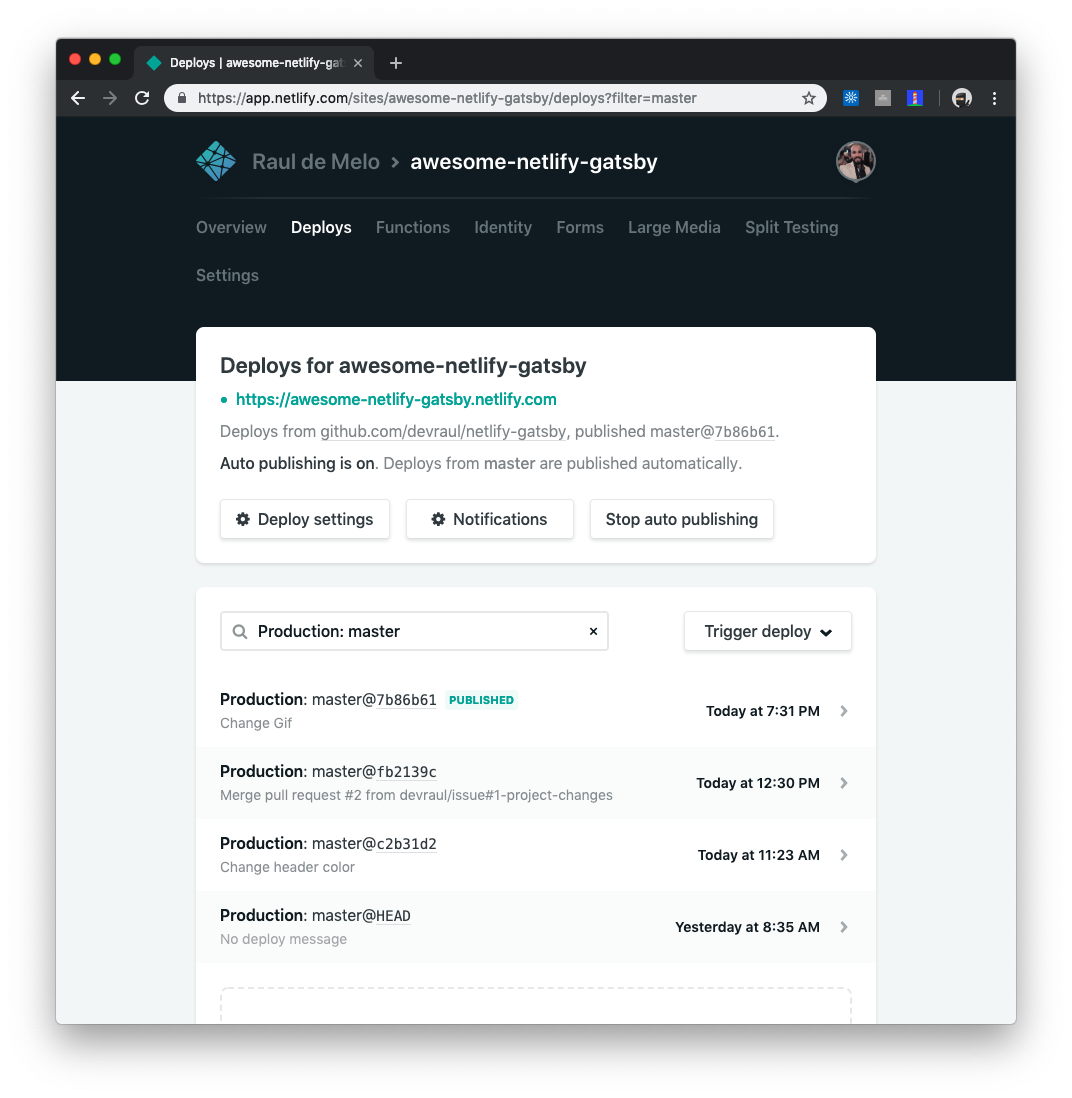 Deploys | awesome-netlify-gat
https://app.netlify.com/sites/awesome-netlify-gatsby/deploys?filter=master
Raul de Melo > awesome-netlify-gatsby
Overview Deploys Functions Identity Forms Large Media Split Testing
Settings
Deploys for awesome-netlify-gatsby
• https://awesome-netlify-gatsby.netlify.com
Deploys from github.com/devraul/netlify-gatsby, published master@7b86b61.
Auto publishing is on. Deploys from master are published automatically.
Deploy settings Notifications Stop auto publishing
Production: master × Trigger deploy
Production: master@7b86b61 PUBLISHED
Today at 7:31 PM
Change Gif
Production: master@fb2139c
Today at 12:30 PM
Merge pull request #2 from devraul/issue#1-project-changes
Production: master@c2b31d2
Today at 11:23 AM
Change header color
Production: master@HEAD
Yesterday at 8:35 AM
No deploy message